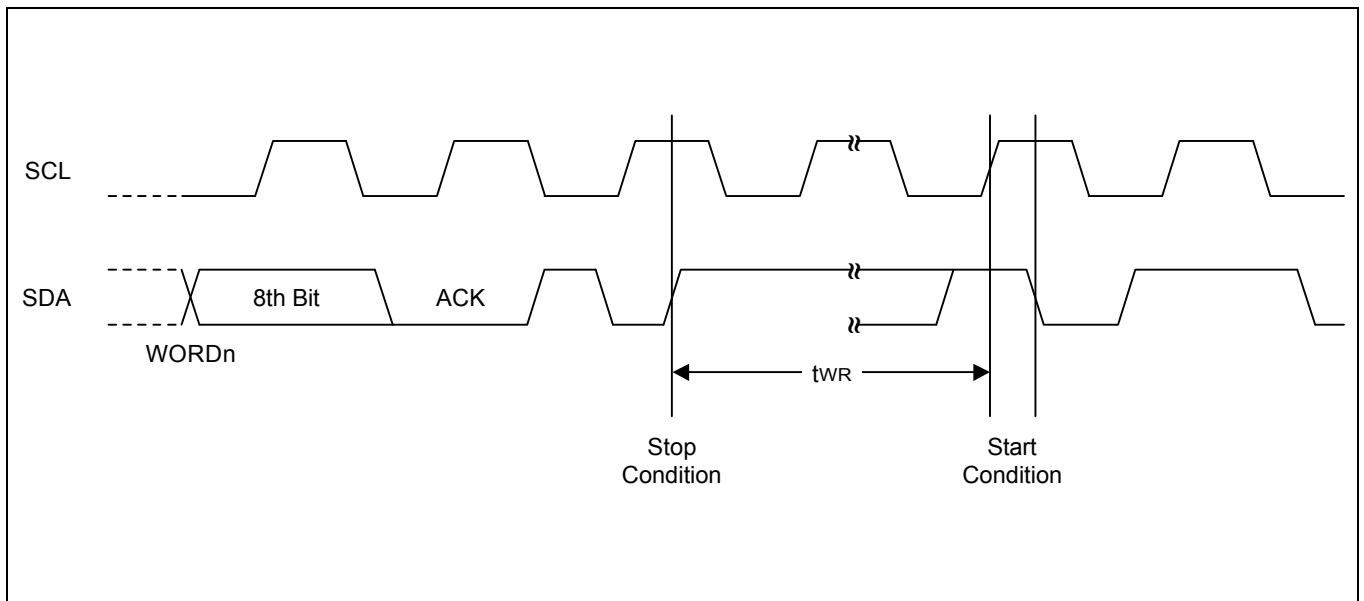 SCL
SDA
8th Bit
ACK
WORDn
tWR
Stop
Condition
Start
Condition